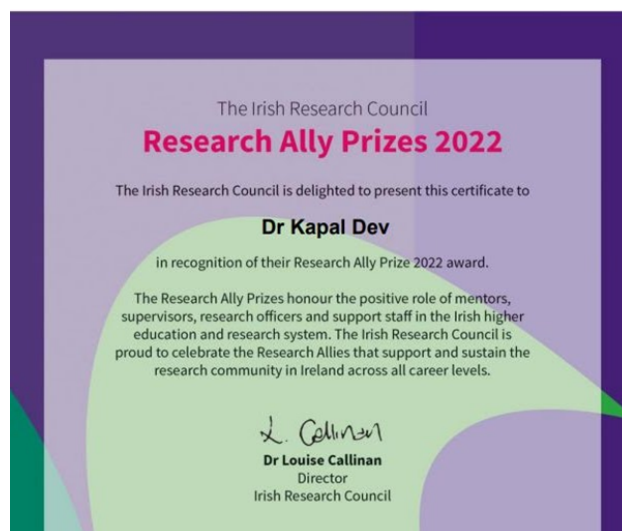 The Irish Research Council
Research Ally Prizes 2022
The Irish Research Council is delighted to present this certificate to
Dr Kapal Dev
in recognition of their Research Ally Prize 2022 award.
The Research Ally Prizes honour the positive role of mentors,
supervisors, research officers and support staff in the Irish higher
education and research system. The Irish Research Council is
proud to celebrate the Research Allies that support and sustain the
research community in Ireland across all career levels.
L. Callinan
Dr Louise Callinan
Director
Irish Research Council